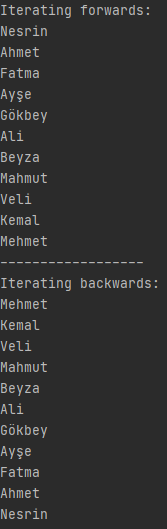 Iterating forwards:
Nesrin
Ahmet
Fatma
Ayşe
Gökbey
Ali
Beyza
Mahmut
Veli
Kemal
Mehmet
------------------
Iterating backwards:
Mehmet
Kemal
Veli
Mahmut
Beyza
Ali
Gökbey
Ayşe
Fatma
Ahmet
Nesrin